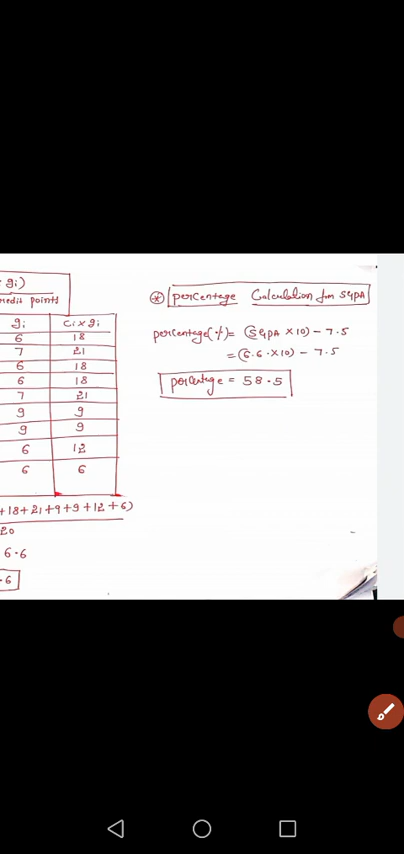 gi)
redit points
gi ci x gi
6 18
7 21
6 18
6 18
7 21
9 9
9 9
6 12
6 6
+18+21+9+9+12+6)
20
6.6
.6
* percentage Calculation from SGPA
percentage(%) = (SGPA x 10) - 7.5
= (6.6 x 10) - 7.5
percentage = 58.5